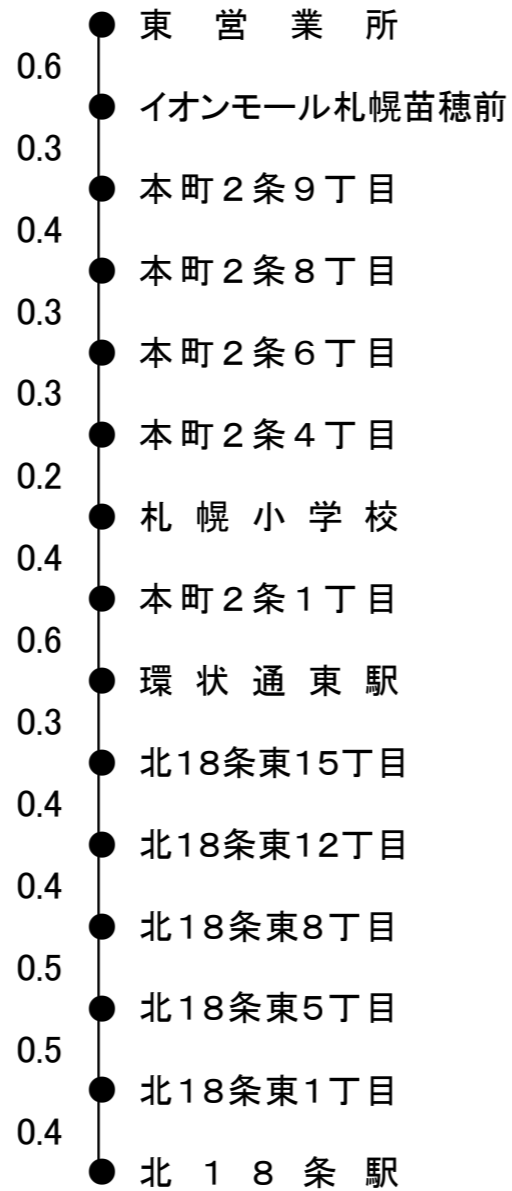 東営業所
0.6
イオンモール札幌苗穂前
0.3
本町2条9丁目
0.4
本町2条8丁目
0.3
本町2条6丁目
0.3
本町2条4丁目
0.2
札幌小学校
0.4
本町2条1丁目
0.6
環状通東駅
0.3
北18条東15丁目
0.4
北18条東12丁目
0.4
北18条東8丁目
0.5
北18条東5丁目
0.5
北18条東1丁目
0.4
北18条駅